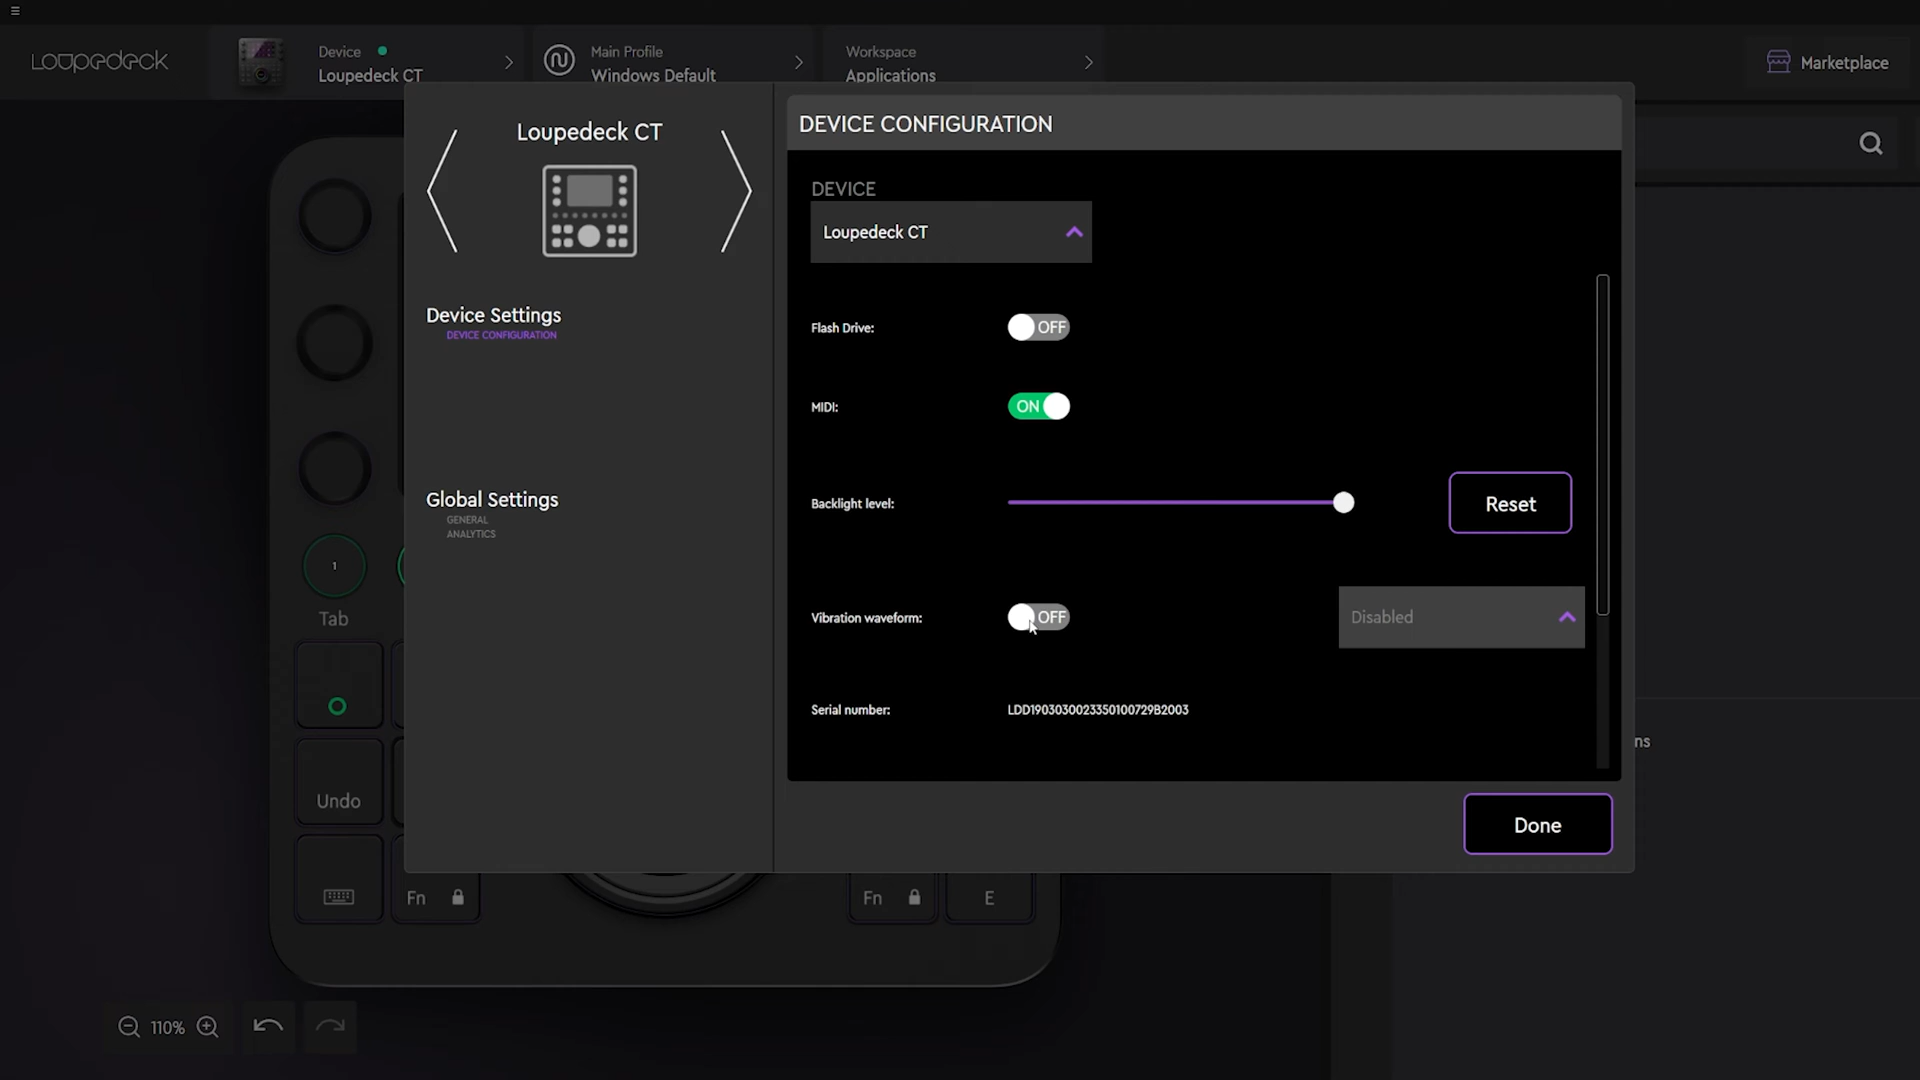 LOUPEDECK
Device
Loupedeck CT
Main Profile
Windows Default
Workspace
Applications
Marketplace
Loupedeck CT
Device Settings
DEVICE CONFIGURATION
Global Settings
GENERAL
ANALYTICS
DEVICE CONFIGURATION
DEVICE
Loupedeck CT
Flash Drive:
OFF
MIDI:
ON
Backlight level:
Reset
Vibration waveform:
OFF
Disabled
Serial number:
LDD1903030023350100729B2003
Done
1
Tab
Undo
Fn
Fn
E
ns
110%